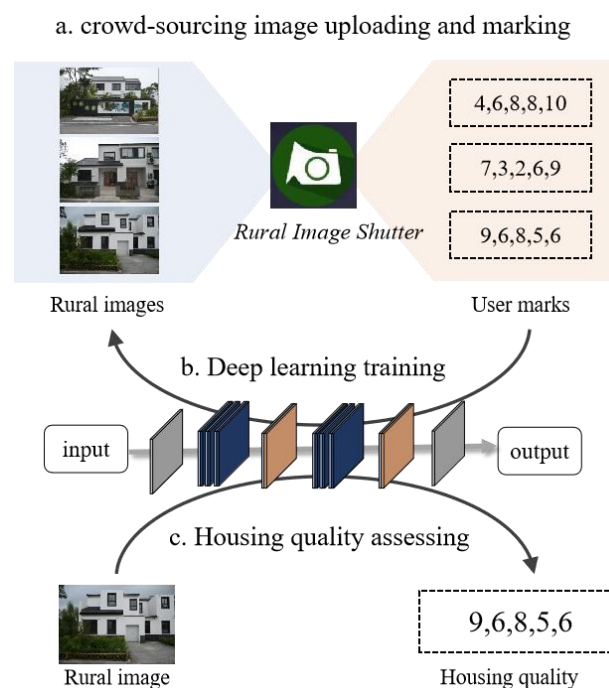 a. crowd-sourcing image uploading and marking
4,6,8,8,10
7,3,2,6,9
9,6,8,5,6
Rural Image Shutter
Rural images
User marks
b. Deep learning training
input
output
c. Housing quality assessing
9,6,8,5,6
Rural image
Housing quality